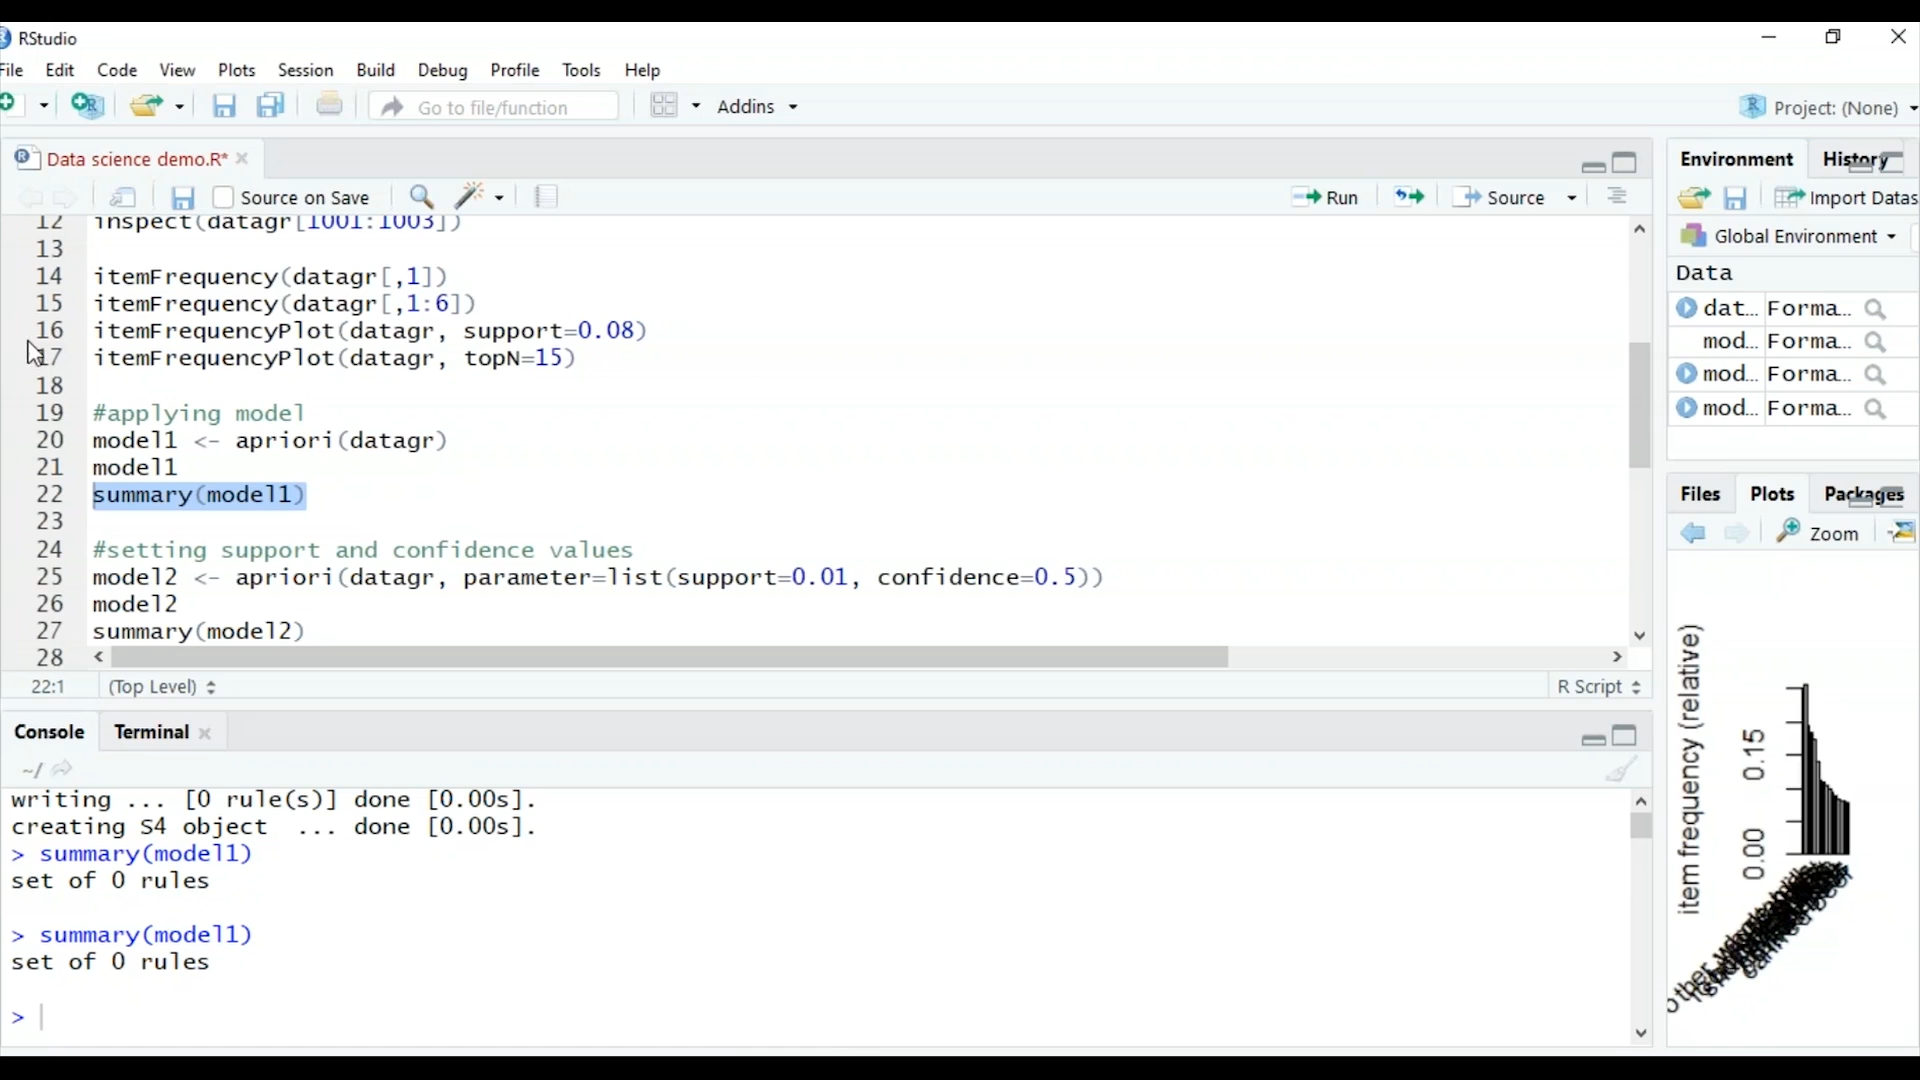 RStudio
File Edit Code View Plots Session Build Debug Profile Tools Help
Go to file/function Addins Project: (None)
Data science demo.R*
Source on Save Run Source
12 inspect(datagr[1001:1003])
13
14 itemFrequency(datagr[,1])
15 itemFrequency(datagr[,1:6])
16 itemFrequencyPlot(datagr, support=0.08)
17 itemFrequencyPlot(datagr, topN=15)
18
19 #applying model
20 model1 <- apriori(datagr)
21 model1
22 summary(model1)
23
24 #setting support and confidence values
25 model2 <- apriori(datagr, parameter=list(support=0.01, confidence=0.5))
26 model2
27 summary(model2)
28
22:1 (Top Level) R Script
Console Terminal
~/
writing ... [0 rule(s)] done [0.00s].
creating S4 object ... done [0.00s].
> summary(model1)
set of 0 rules
> summary(model1)
set of 0 rules
>
Environment History
Import Datas
Global Environment
Data
dat... Forma...
mod... Forma...
mod... Forma...
mod... Forma...
Files Plots Packages
Zoom
item frequency (relative)
0.00 0.15